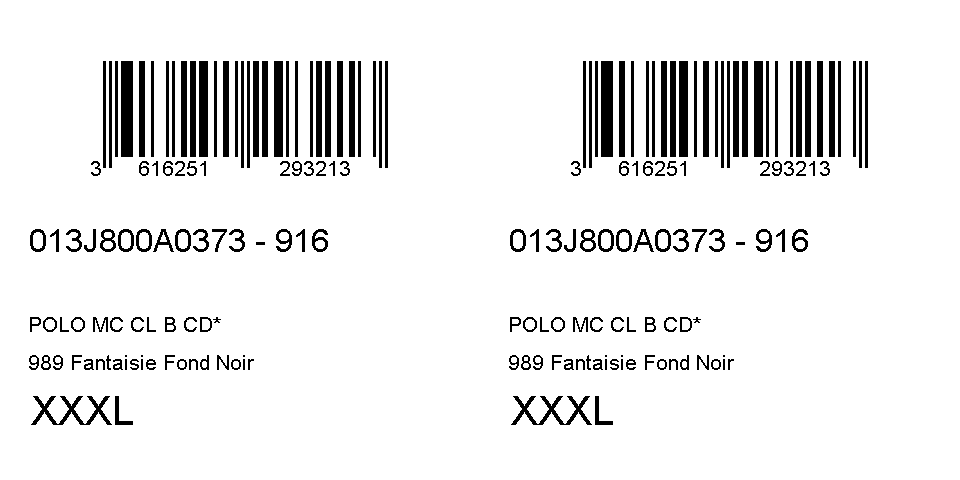 3 616251 293213
013J800A0373 - 916
POLO MC CL B CD*
989 Fantaisie Fond Noir
XXXL
3 616251 293213
013J800A0373 - 916
POLO MC CL B CD*
989 Fantaisie Fond Noir
XXXL